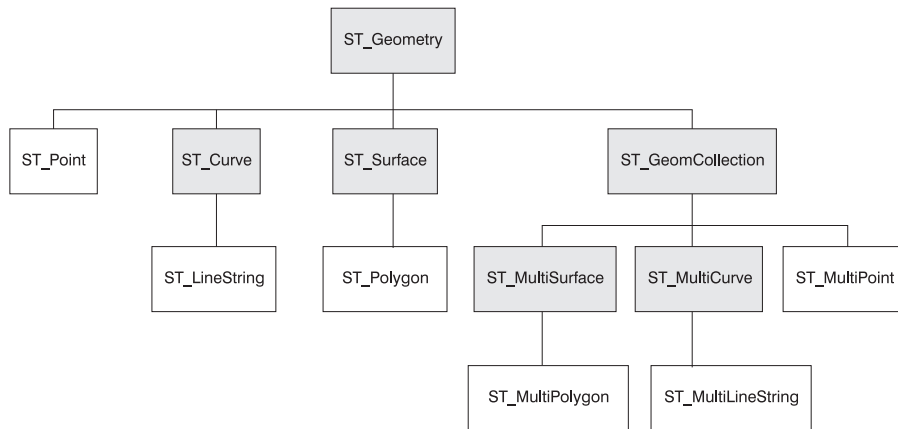 ST_Geometry
ST_Point
ST_Curve
ST_Surface
ST_GeomCollection
ST_LineString
ST_Polygon
ST_MultiSurface
ST_MultiCurve
ST_MultiPoint
ST_MultiPolygon
ST_MultiLineString